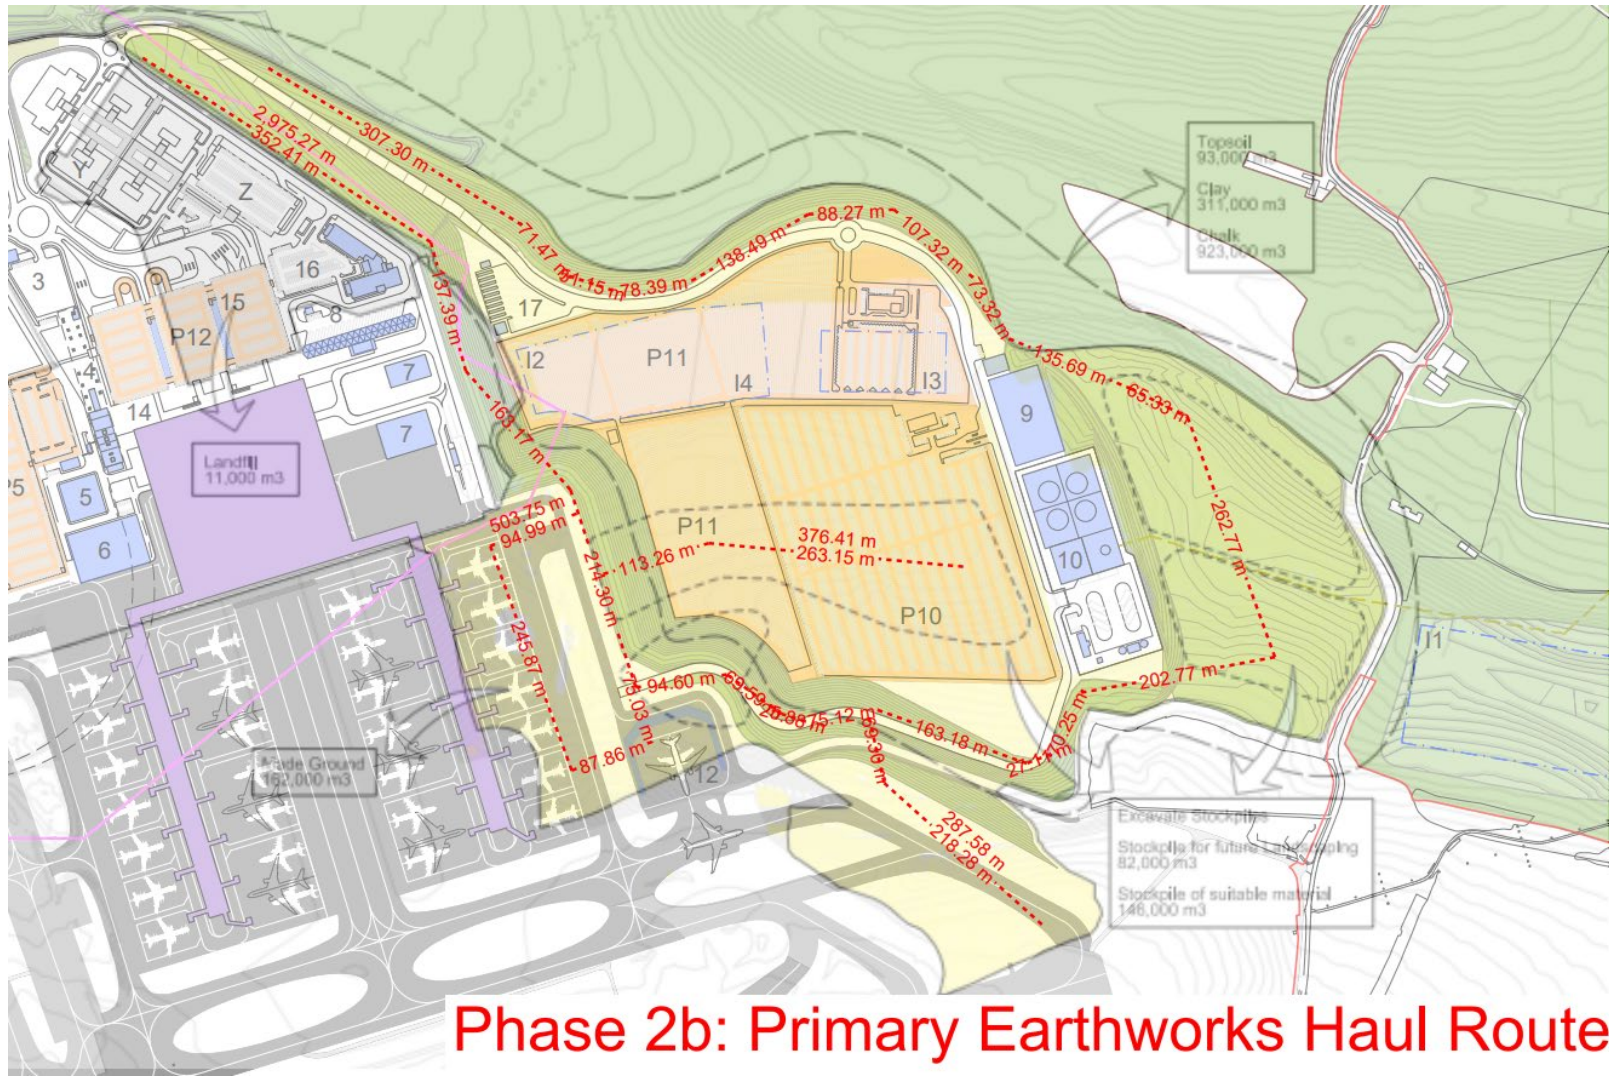 2,975.27 m
352.41 m
307.30 m
71.47 m
78.39 m
138.49 m
88.27 m
107.32 m
73.32 m
135.69 m
65.33 m
262.77 m
202.77 m
137.39 m
163.17 m
503.75 m
94.99 m
214.30 m
113.26 m
376.41 m
263.15 m
245.87 m
87.86 m
75.03 m
94.60 m
75.12 m
69.30 m
163.18 m
287.58 m
218.28 m
Topsoil
93,000 m3
Clay
311,000 m3
Chalk
923,000 m3
Landfill
11,000 m3
Made Ground
162,000 m3
Excavate Stockpiles
Stockpile for future Landscaping
82,000 m3
Stockpile of suitable material
146,000 m3
Y
Z
3
16
15
8
P12
17
I2
P11
I4
I3
9
4
14
7
7
5
6
P11
10
P10
I1
12
Phase 2b: Primary Earthworks Haul Route